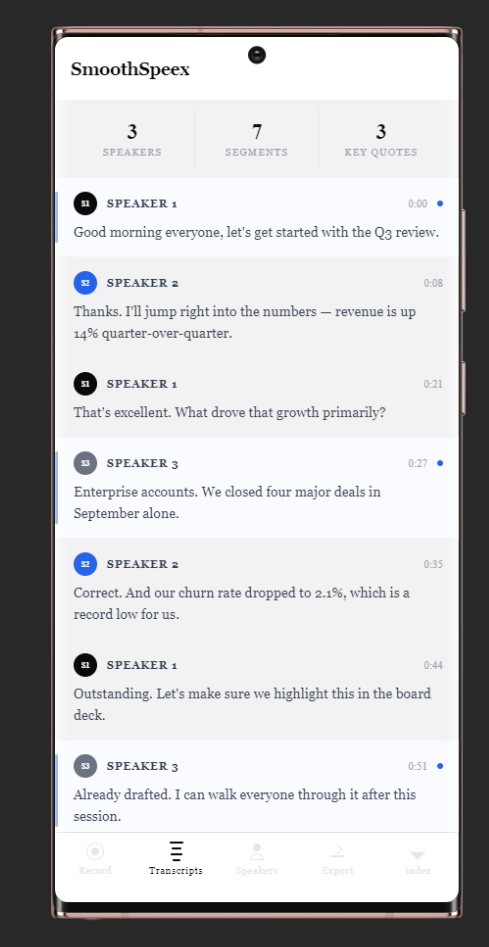 SmoothSpeex
3 7 3
SPEAKERS SEGMENTS KEY QUOTES
S1 SPEAKER 1 0:00
Good morning everyone, let's get started with the Q3 review.
S2 SPEAKER 2 0:08
Thanks. I'll jump right into the numbers — revenue is up
14% quarter-over-quarter.
S1 SPEAKER 1 0:21
That's excellent. What drove that growth primarily?
S3 SPEAKER 3 0:27
Enterprise accounts. We closed four major deals in
September alone.
S2 SPEAKER 2 0:35
Correct. And our churn rate dropped to 2.1%, which is a
record low for us.
S1 SPEAKER 1 0:44
Outstanding. Let's make sure we highlight this in the board
deck.
S3 SPEAKER 3 0:51
Already drafted. I can walk everyone through it after this
session.
Record Transcripts Speakers Export index